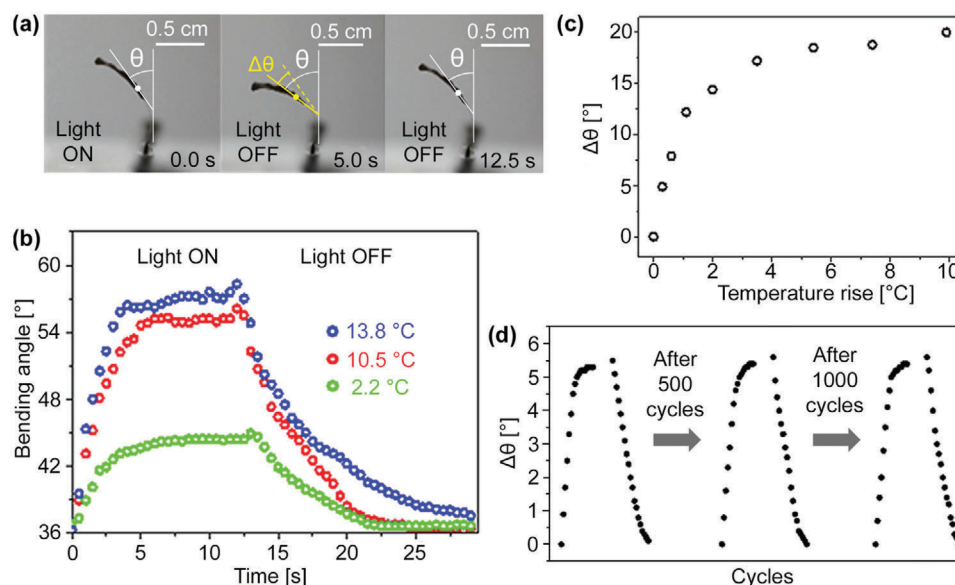 (a)
0.5 cm
θ
Light
ON
0.0 s
0.5 cm
Δθ
θ
Light
OFF
5.0 s
0.5 cm
θ
Light
OFF
12.5 s
(b)
Light ON
Light OFF
60
54
48
42
36
Bending angle [°]
13.8 °C
10.5 °C
2.2 °C
0
5
10
15
20
25
Time [s]
(c)
20
15
10
5
0
Δθ [°]
0
2
4
6
8
10
Temperature rise [°C]
(d)
6
5
4
3
2
1
0
Δθ [°]
After
500
cycles
After
1000
cycles
Cycles